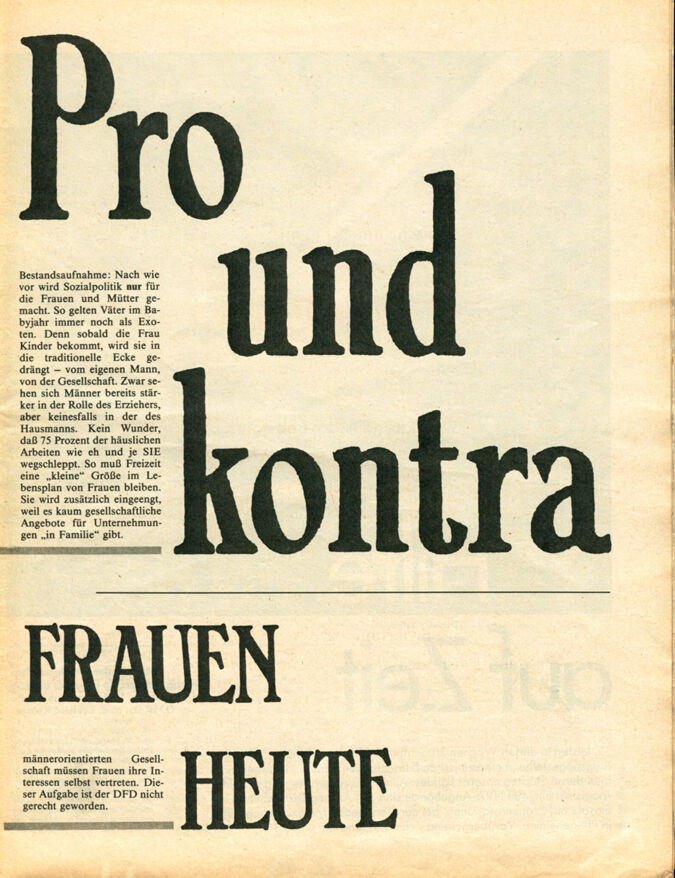 Pro
und
kontra
Bestandsaufnahme: Nach wie
vor wird Sozialpolitik nur für
die Frauen und Mütter ge-
macht. So gelten Väter im Ba-
byjahr immer noch als Exo-
ten. Denn sobald die Frau
Kinder bekommt, wird sie in
die traditionelle Ecke ge-
drängt – vom eigenen Mann,
von der Gesellschaft. Zwar se-
hen sich Männer bereits stär-
ker in der Rolle des Erziehers,
aber keinesfalls in der des
Hausmanns. Kein Wunder,
daß 75 Prozent der häuslichen
Arbeiten wie eh und je SIE
wegschleppt. So muß Freizeit
eine „kleine“ Größe im Le-
bensplan von Frauen bleiben.
Sie wird zusätzlich eingeengt,
weil es kaum gesellschaftliche
Angebote für Unternehmun-
gen „in Familie“ gibt.
FRAUEN
HEUTE
männerorientierten Gesell-
schaft müssen Frauen ihre In-
teressen selbst vertreten. Die-
ser Aufgabe ist der DFD nicht
gerecht geworden.
auf Zeit